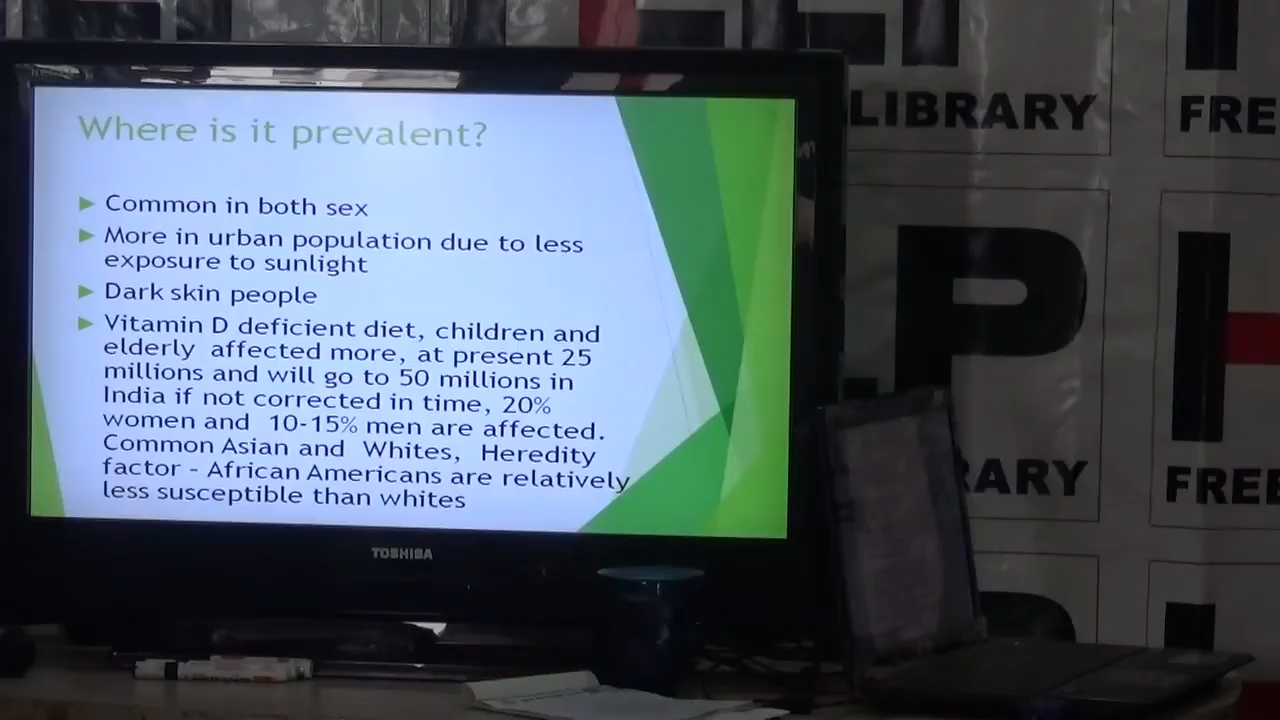 Where is it prevalent?
Common in both sex
More in urban population due to less
exposure to sunlight
Dark skin people
Vitamin D deficient diet, children and
elderly affected more, at present 25
millions and will go to 50 millions in
India if not corrected in time, 20%
women and 10-15% men are affected.
Common Asian and Whites, Heredity
factor - African Americans are relatively
less susceptible than whites
TOSHIBA
LIBRARY
FRE
P
H
RARY
FREE